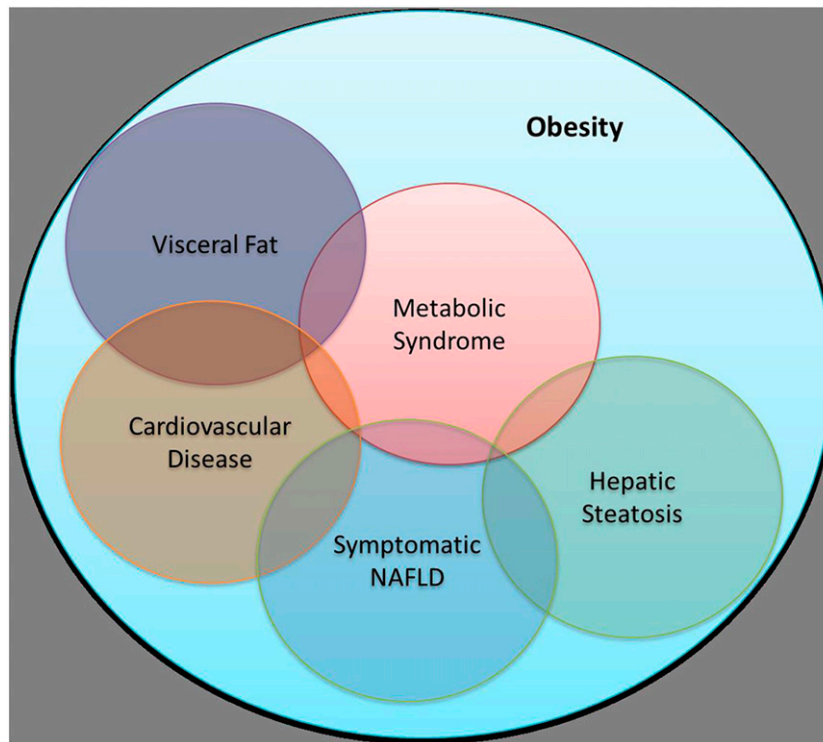 Obesity
Visceral Fat
Metabolic
Syndrome
Cardiovascular
Disease
Hepatic
Steatosis
Symptomatic
NAFLD